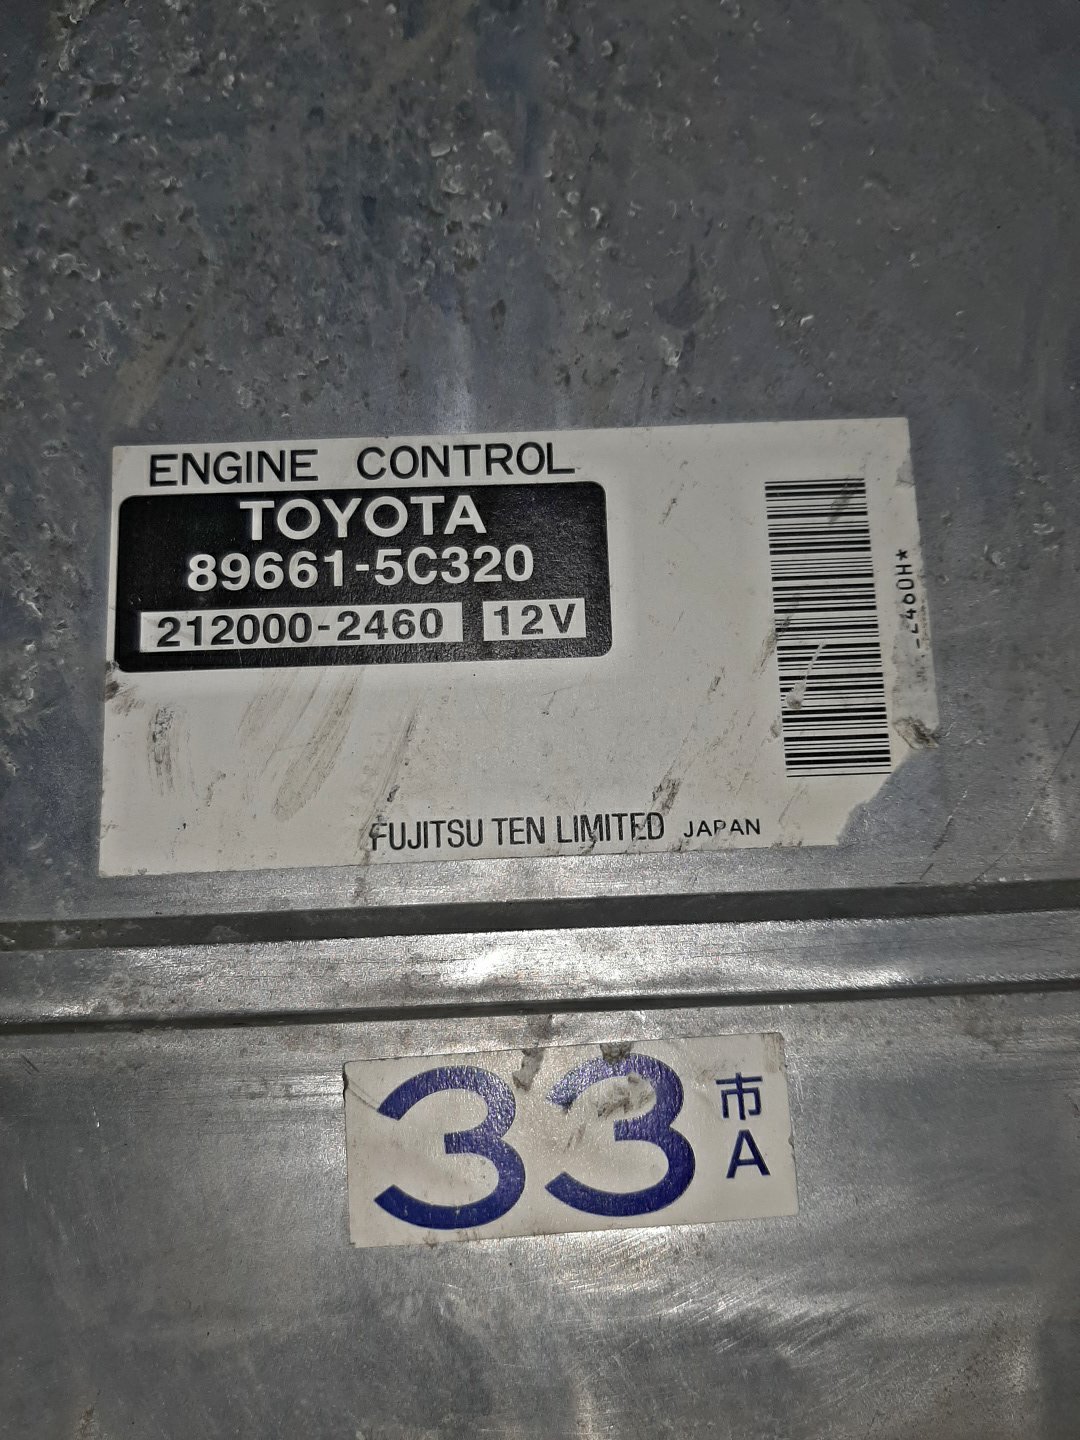 ENGINE CONTROL
TOYOTA
89661-5C320
212000-2460 12V
FUJITSU TEN LIMITED JAPAN
33
市
A